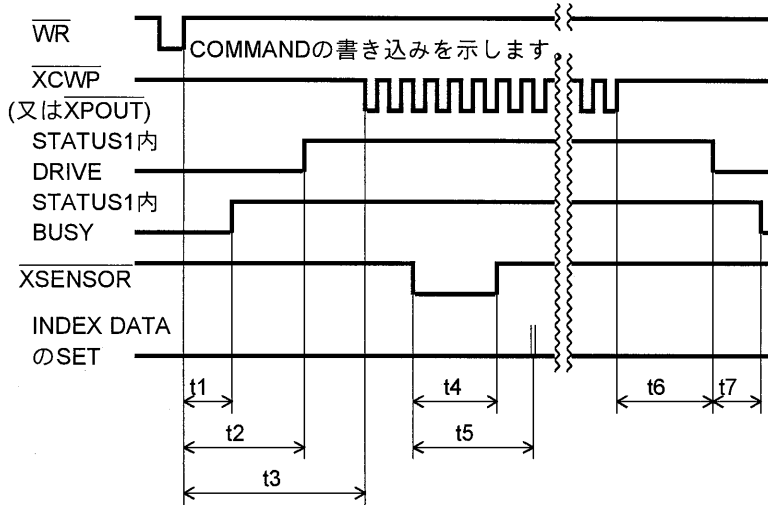 WR
COMMANDの書き込みを示します。
XCWP
(又はXPOUT)
STATUS1内
DRIVE
STATUS1内
BUSY
XSENSOR
INDEX DATA
のSET
t1
t4
t6
t7
t2
t5
t3